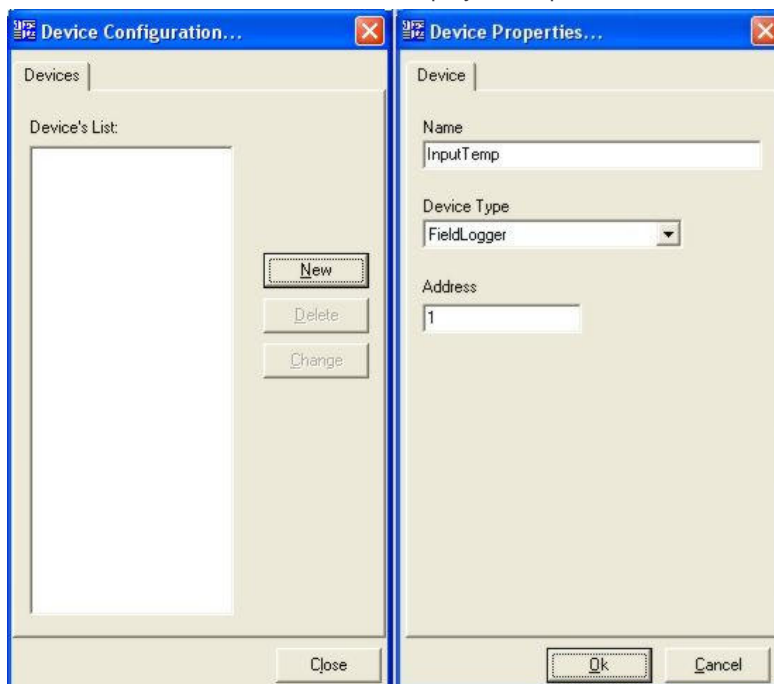 Device Configuration...
Devices
Device's List:
New
Delete
Change
Close
Device Properties...
Device
Name
InputTemp
Device Type
FieldLogger
Address
1
Ok
Cancel